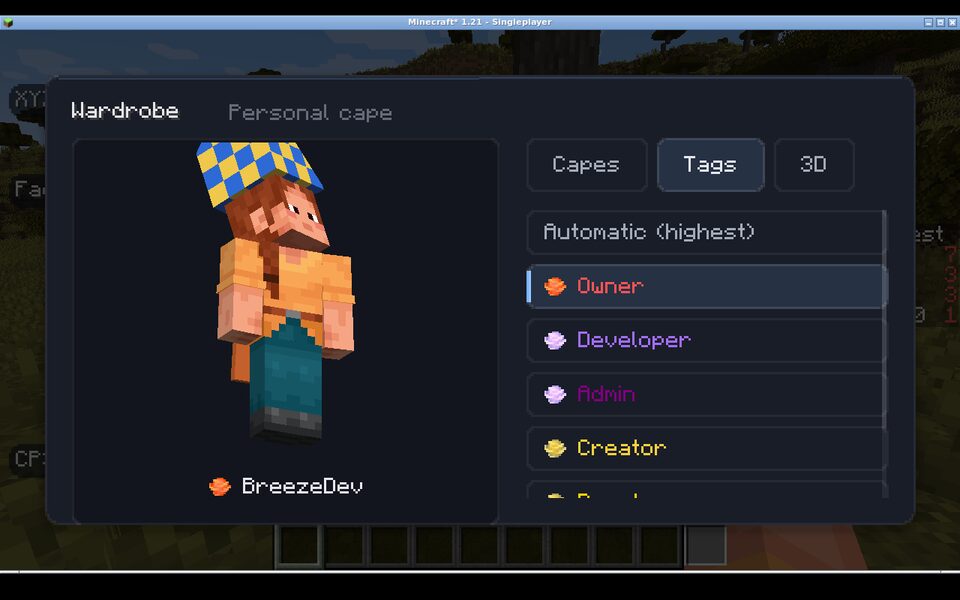 Minecraft* 1.21 - Singleplayer
Wardrobe
Personal cape
Capes
Tags
3D
Automatic (highest)
Owner
Developer
Admin
Creator
BreezeDev